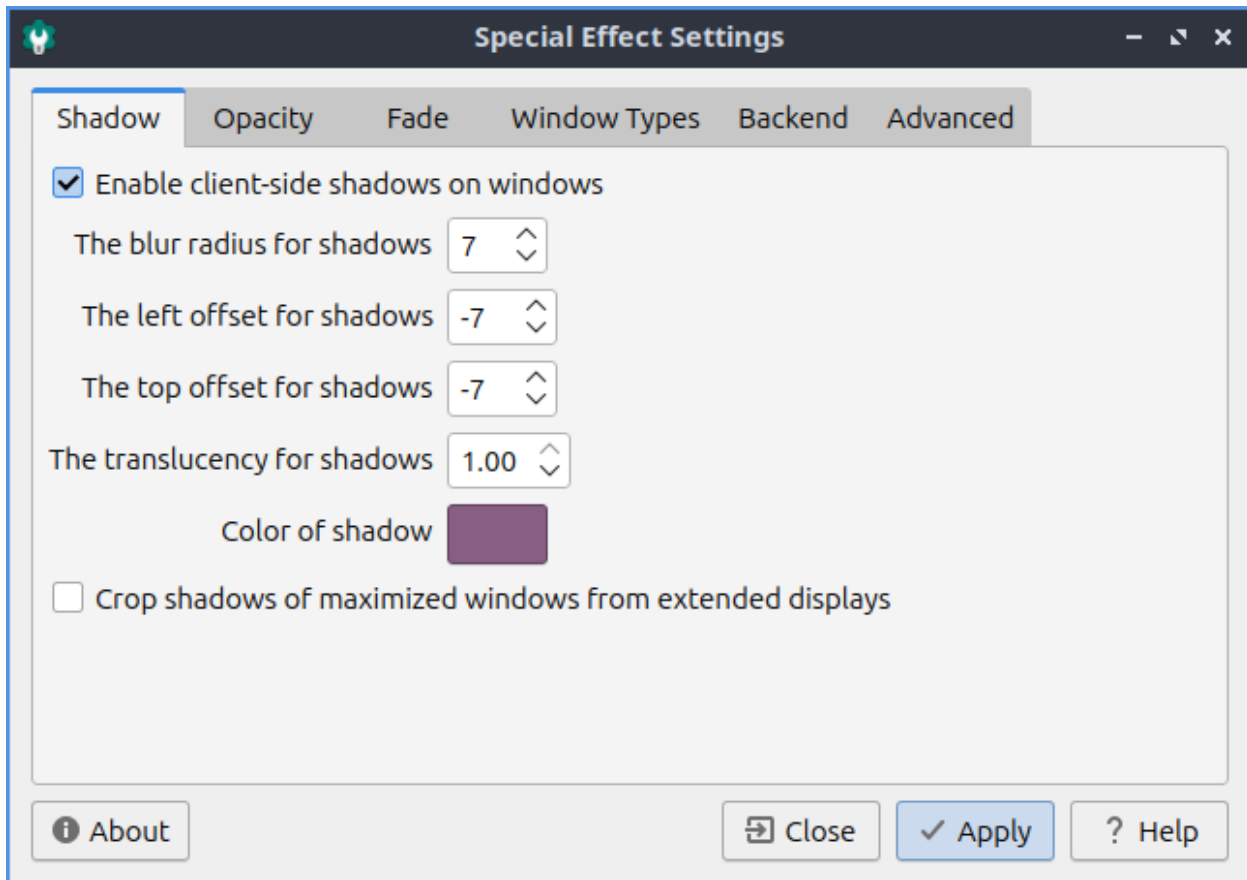 Special Effect Settings
Shadow Opacity Fade Window Types Backend Advanced
Enable client-side shadows on windows
The blur radius for shadows 7
The left offset for shadows -7
The top offset for shadows -7
The translucency for shadows 1.00
Color of shadow
Crop shadows of maximized windows from extended displays
About Close Apply ? Help